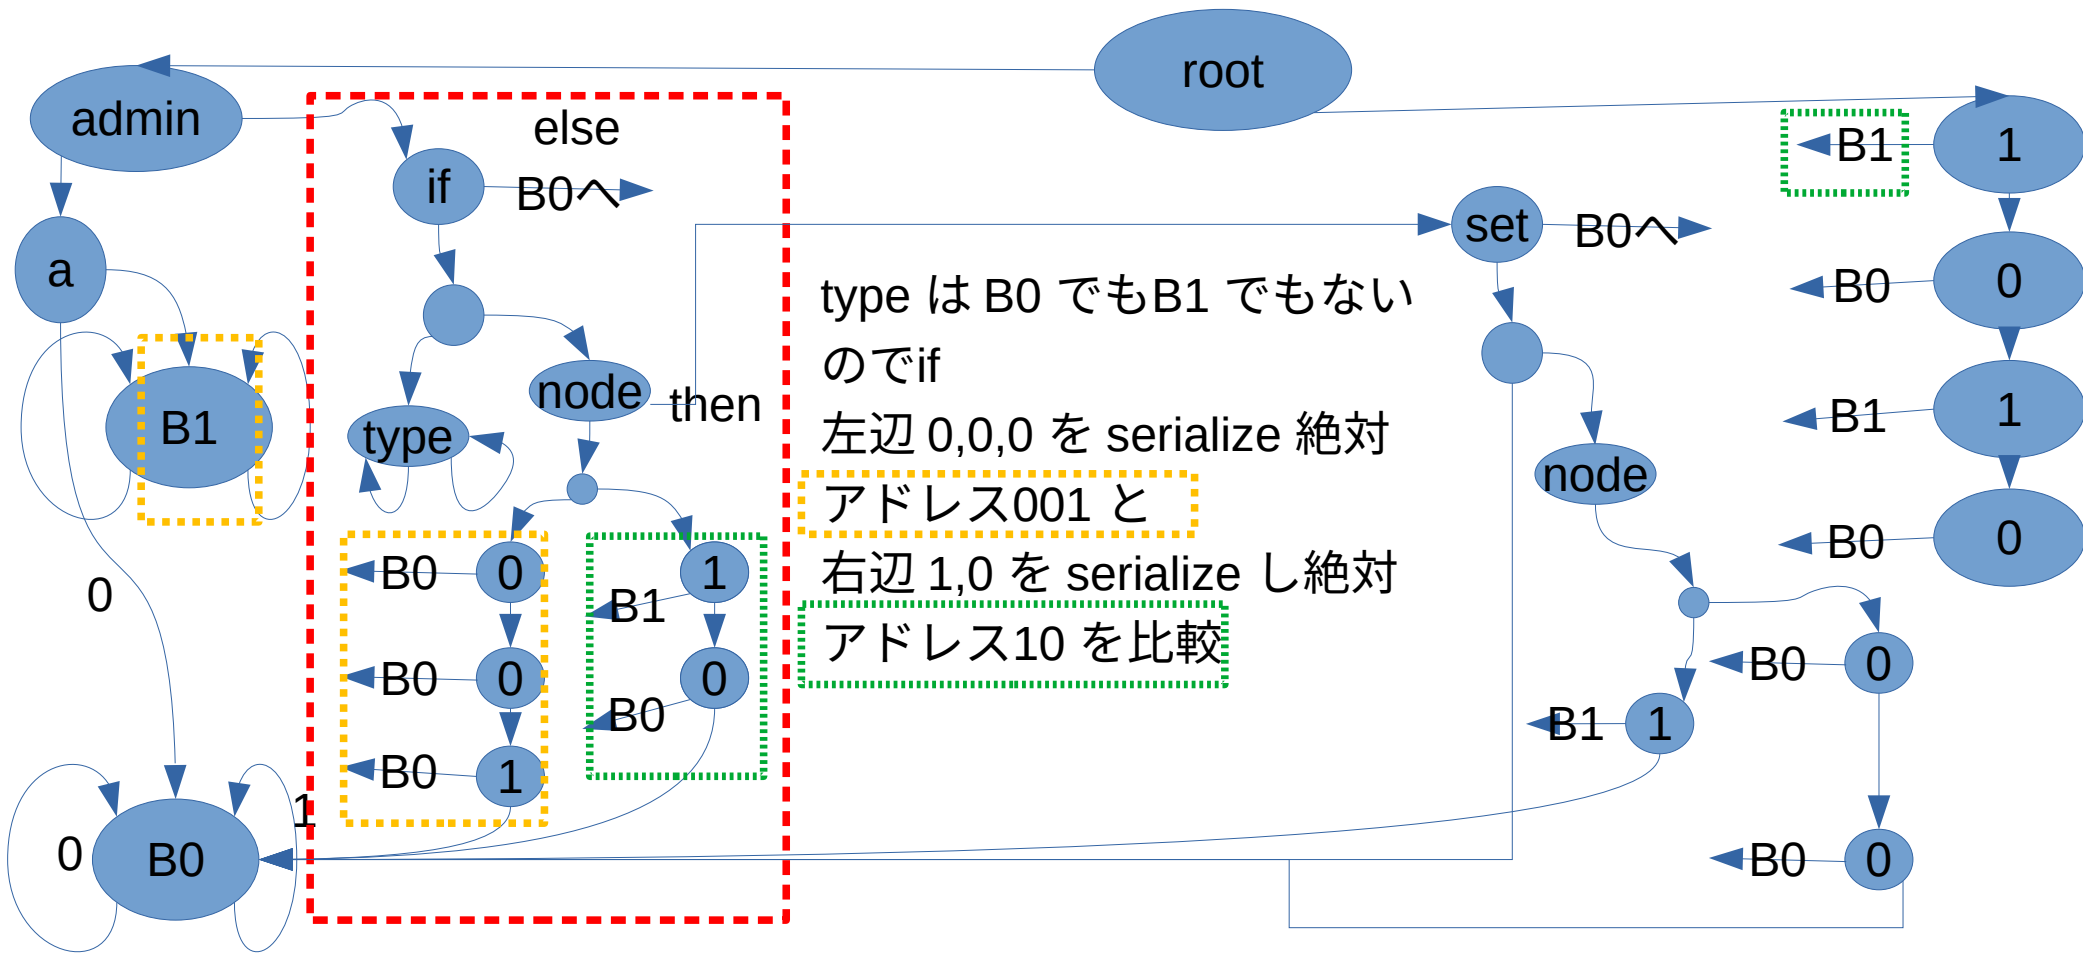 root
admin
else
if
B0へ
B1
1
a
set
B0へ
type は B0 でもB1 でもない
のでif
左辺 0,0,0 を serialize 絶対
アドレス001 と
右辺 1,0 を serialize し絶対
アドレス10 を比較
B0
0
node
then
B1
type
B1
1
node
B0
0
B0
0
1
B1
0
B0
0
B0
0
B0
0
B1
1
B0
1
1
0
B0
B0
0